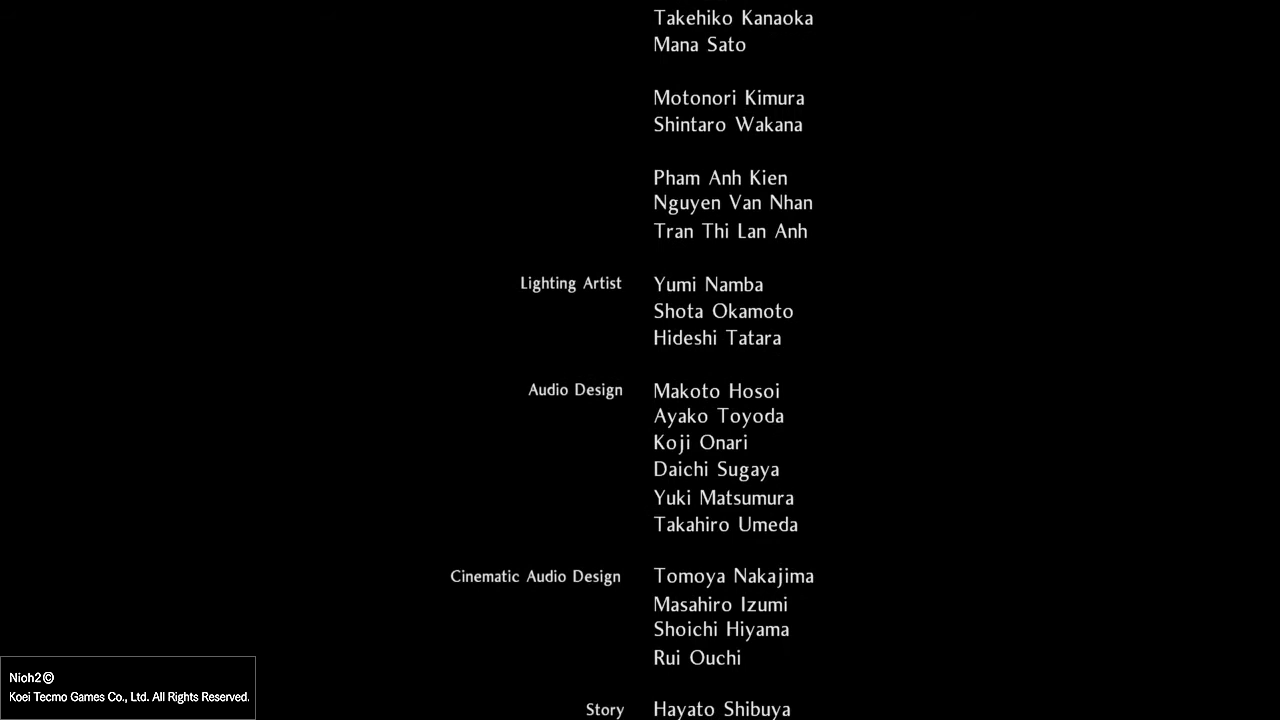 Takehiko Kanaoka
Mana Sato
Motonori Kimura
Shintaro Wakana
Pham Anh Kien
Nguyen Van Nhan
Tran Thi Lan Anh
Lighting Artist Yumi Namba
Shota Okamoto
Hideshi Tatara
Audio Design Makoto Hosoi
Ayako Toyoda
Koji Onari
Daichi Sugaya
Yuki Matsumura
Takahiro Umeda
Cinematic Audio Design Tomoya Nakajima
Masahiro Izumi
Shoichi Hiyama
Rui Ouchi
Story Hayato Shibuya
Nioh2©
Koei Tecmo Games Co., Ltd. All Rights Reserved.